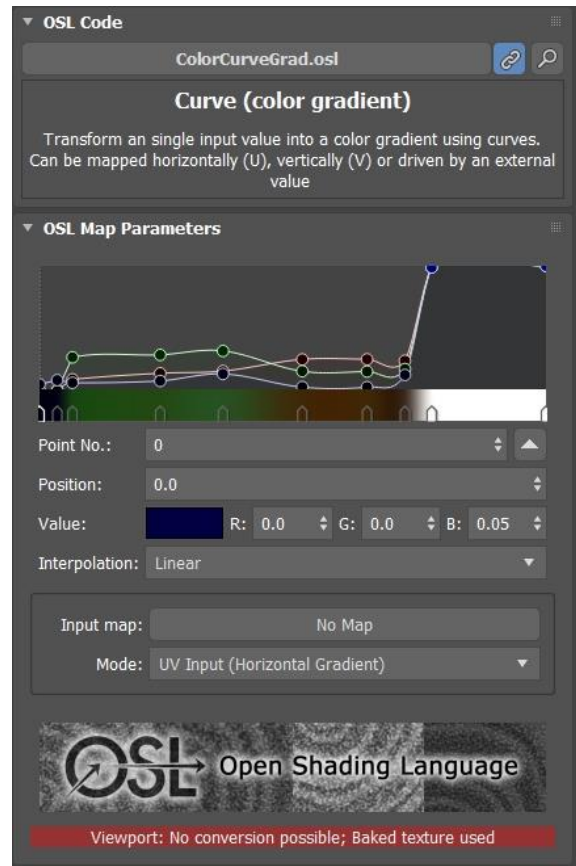 OSL Code
ColorCurveGrad.osl
Curve (color gradient)
Transform an single input value into a color gradient using curves.
Can be mapped horizontally (U), vertically (V) or driven by an external
value
OSL Map Parameters
Point No.: 0
Position: 0.0
Value: R: 0.0 G: 0.0 B: 0.05
Interpolation: Linear
Input map: No Map
Mode: UV Input (Horizontal Gradient)
OSL Open Shading Language
Viewport: No conversion possible; Baked texture used